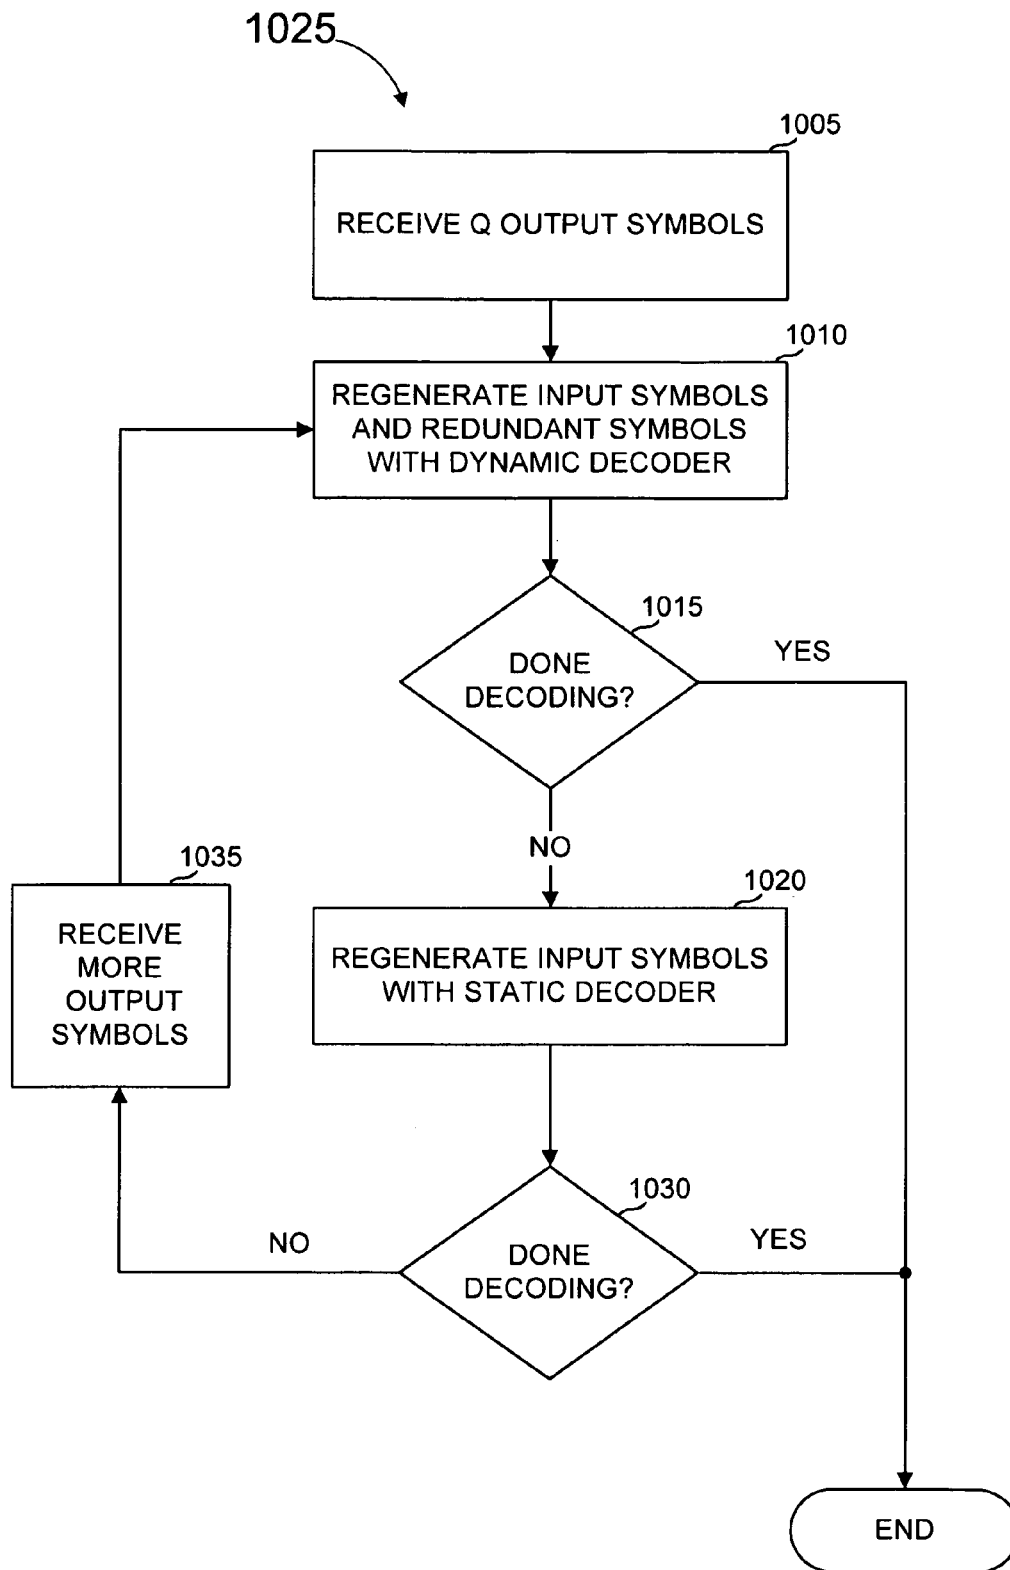 1025
1005
RECEIVE Q OUTPUT SYMBOLS
1010
REGENERATE INPUT SYMBOLS
AND REDUNDANT SYMBOLS
WITH DYNAMIC DECODER
1015
DONE
DECODING?
YES
NO
1020
REGENERATE INPUT SYMBOLS
WITH STATIC DECODER
1035
RECEIVE
MORE
OUTPUT
SYMBOLS
1030
DONE
DECODING?
NO
YES
END